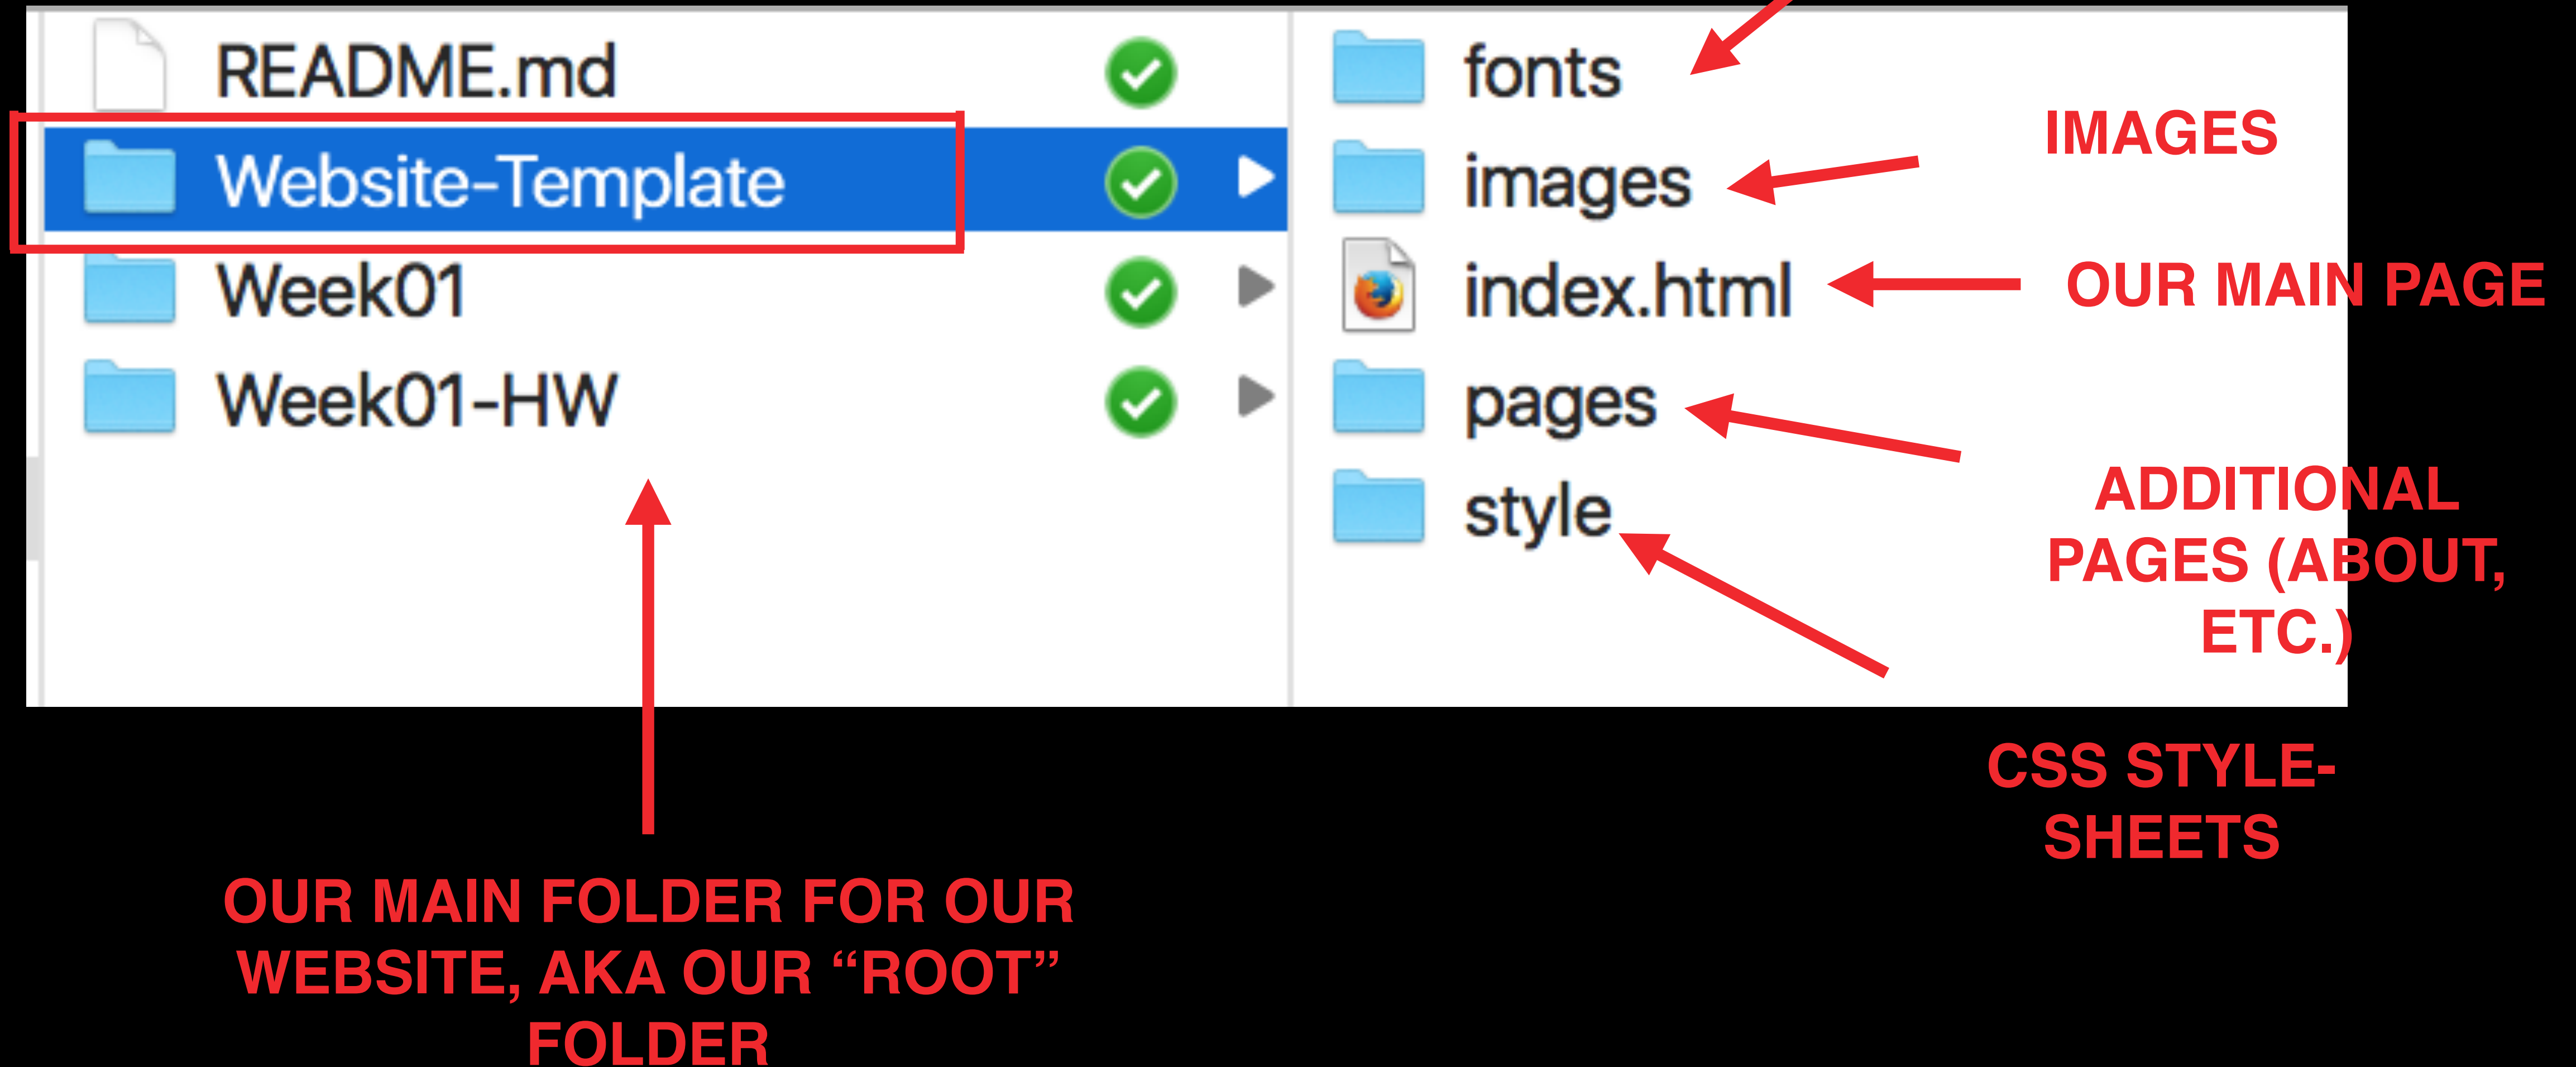 README.md
Website-Template
Week01
Week01-HW
fonts
images
index.html
pages
style
IMAGES
OUR MAIN PAGE
ADDITIONAL
PAGES (ABOUT,
ETC.)
CSS STYLE-
SHEETS
OUR MAIN FOLDER FOR OUR
WEBSITE, AKA OUR “ROOT”
FOLDER